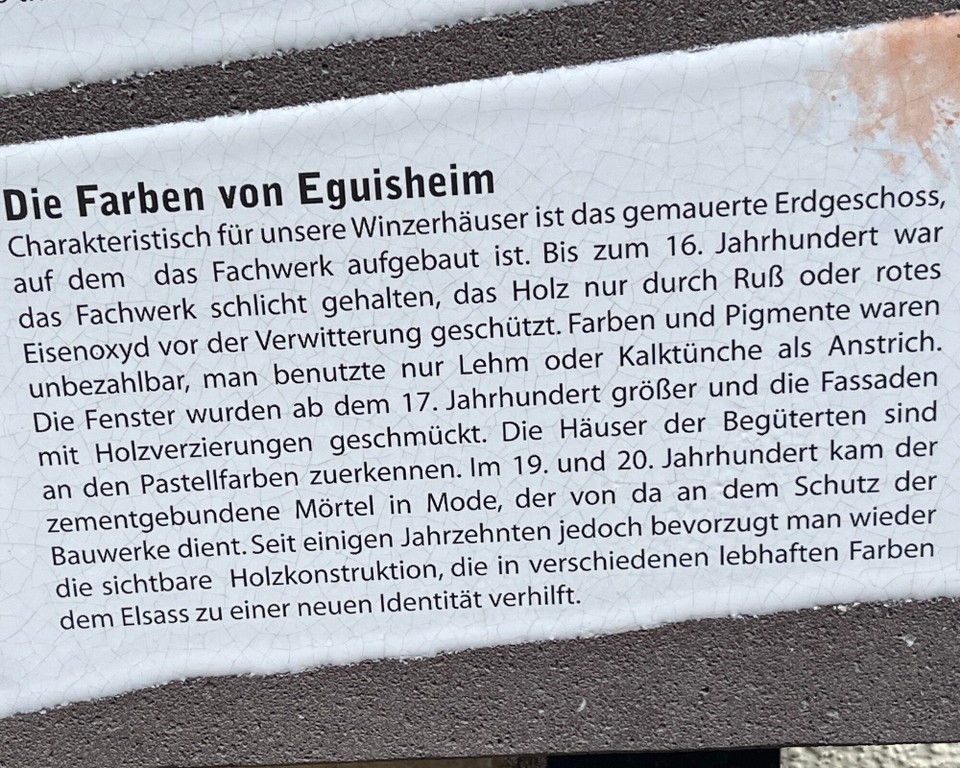 Die Farben von Eguisheim
Charakteristisch für unsere Winzerhäuser ist das gemauerte Erdgeschoss,
auf dem das Fachwerk aufgebaut ist. Bis zum 16. Jahrhundert war
das Fachwerk schlicht gehalten, das Holz nur durch Ruß oder rotes
Eisenoxyd vor der Verwitterung geschützt. Farben und Pigmente waren
unbezahlbar, man benutzte nur Lehm oder Kalktünche als Anstrich.
Die Fenster wurden ab dem 17. Jahrhundert größer und die Fassaden
mit Holzverzierungen geschmückt. Die Häuser der Begüterten sind
an den Pastellfarben zuerkennen. Im 19. und 20. Jahrhundert kam der
zementgebundene Mörtel in Mode, der von da an dem Schutz der
Bauwerke dient. Seit einigen Jahrzehnten jedoch bevorzugt man wieder
die sichtbare Holzkonstruktion, die in verschiedenen lebhaften Farben
dem Elsass zu einer neuen Identität verhilft.